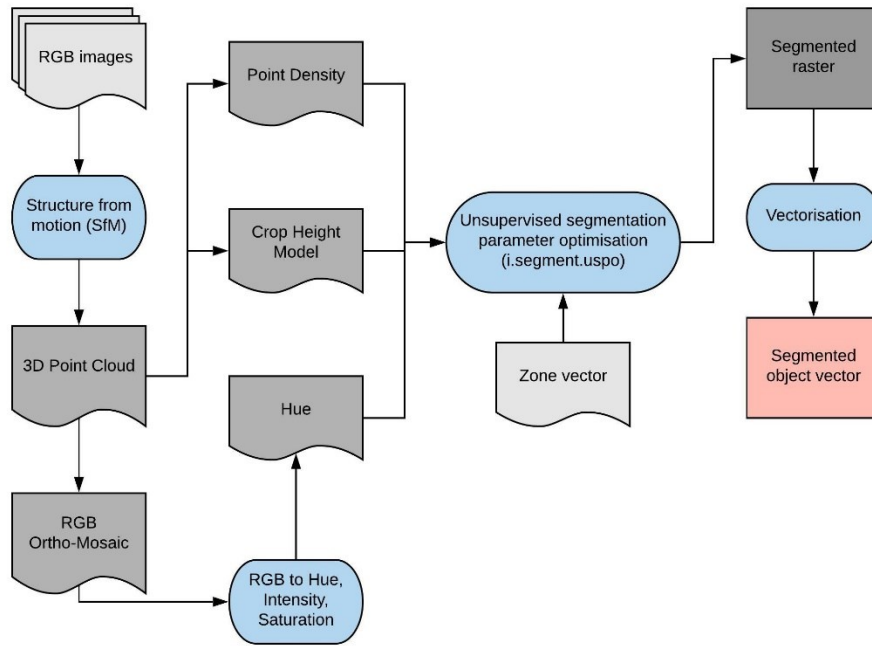 RGB images
Structure from
motion (SfM)
3D Point Cloud
RGB
Ortho-Mosaic
Point Density
Crop Height
Model
Hue
RGB to Hue,
Intensity,
Saturation
Unsupervised segmentation
parameter optimisation
(i.segment.uspo)
Zone vector
Segmented
raster
Vectorisation
Segmented
object vector